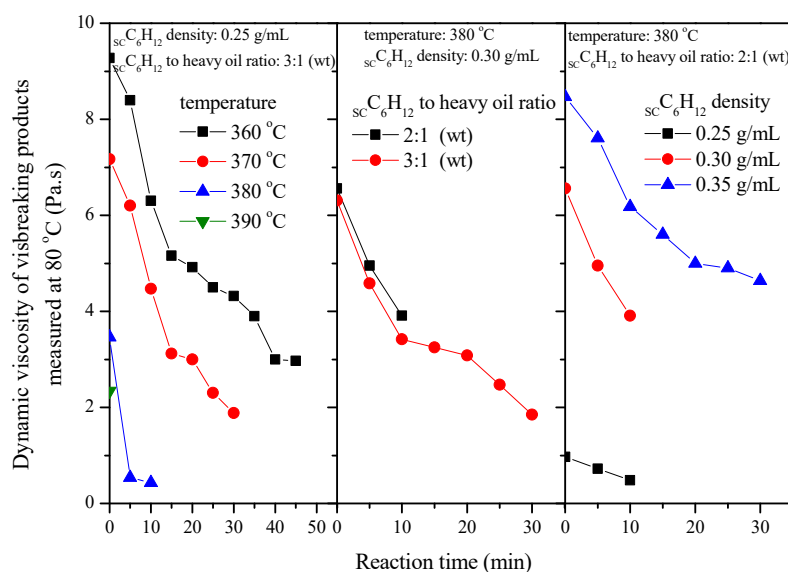 Dynamic viscosity of visbreaking products
measured at 80 °C (Pa.s)
10
8
6
4
2
0
SCC6H12 density: 0.25 g/mL
SCC6H12 to heavy oil ratio: 3:1 (wt)
temperature
360 °C
370 °C
380 °C
390 °C
0 10 20 30 40 50
temperature: 380 °C
SCC6H12 density: 0.30 g/mL
SCC6H12 to heavy oil ratio
2:1 (wt)
3:1 (wt)
0 10 20 30
temperature: 380 °C
SCC6H12 to heavy oil ratio: 2:1 (wt)
SCC6H12 density
0.25 g/mL
0.30 g/mL
0.35 g/mL
0 10 20 30
Reaction time (min)